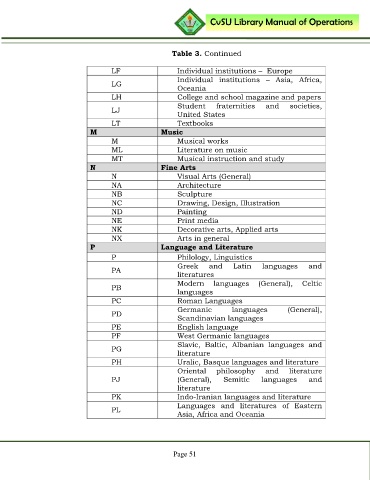 CvSU Library Manual of Operations
Table 3. Continued
LF Individual institutions – Europe
LG Individual institutions – Asia, Africa,
Oceania
LH College and school magazine and papers
LJ Student fraternities and societies,
United States
LT Textbooks
M Music
M Musical works
ML Literature on music
MT Musical instruction and study
N Fine Arts
N Visual Arts (General)
NA Architecture
NB Sculpture
NC Drawing, Design, Illustration
ND Painting
NE Print media
NK Decorative arts, Applied arts
NX Arts in general
P Language and Literature
P Philology, Linguistics
PA Greek and Latin languages and
literatures
PB Modern languages (General), Celtic
languages
PC Roman Languages
PD Germanic languages (General),
Scandinavian languages
PE English language
PF West Germanic languages
PG Slavic, Baltic, Albanian languages and
literature
PH Uralic, Basque languages and literature
Oriental philosophy and literature
PJ (General), Semitic languages and
literature
PK Indo-Iranian languages and literature
PL Languages and literatures of Eastern
Asia, Africa and Oceania
Page 51